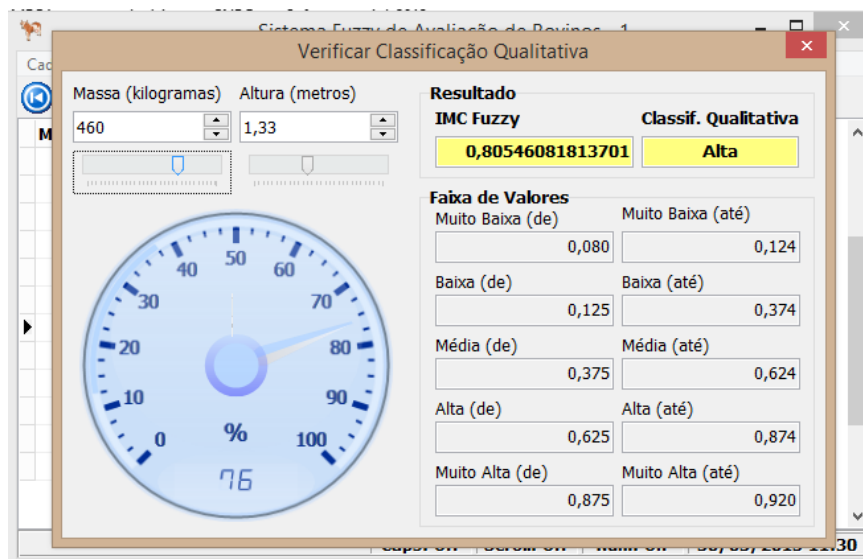 Sistema Fuzzy de Avaliação de Bovinos - 1
Verificar Classificação Qualitativa
Cad
M
Massa (kilogramas) Altura (metros)
460 1,33
Resultado
IMC Fuzzy Classif. Qualitativa
0,80546081813701 Alta
Faixa de Valores
Muito Baixa (de) Muito Baixa (até)
0,080 0,124
Baixa (de) Baixa (até)
0,125 0,374
Média (de) Média (até)
0,375 0,624
Alta (de) Alta (até)
0,625 0,874
Muito Alta (de) Muito Alta (até)
0,875 0,920
50
40 60
30 70
20 80
10 90
0 % 100
76